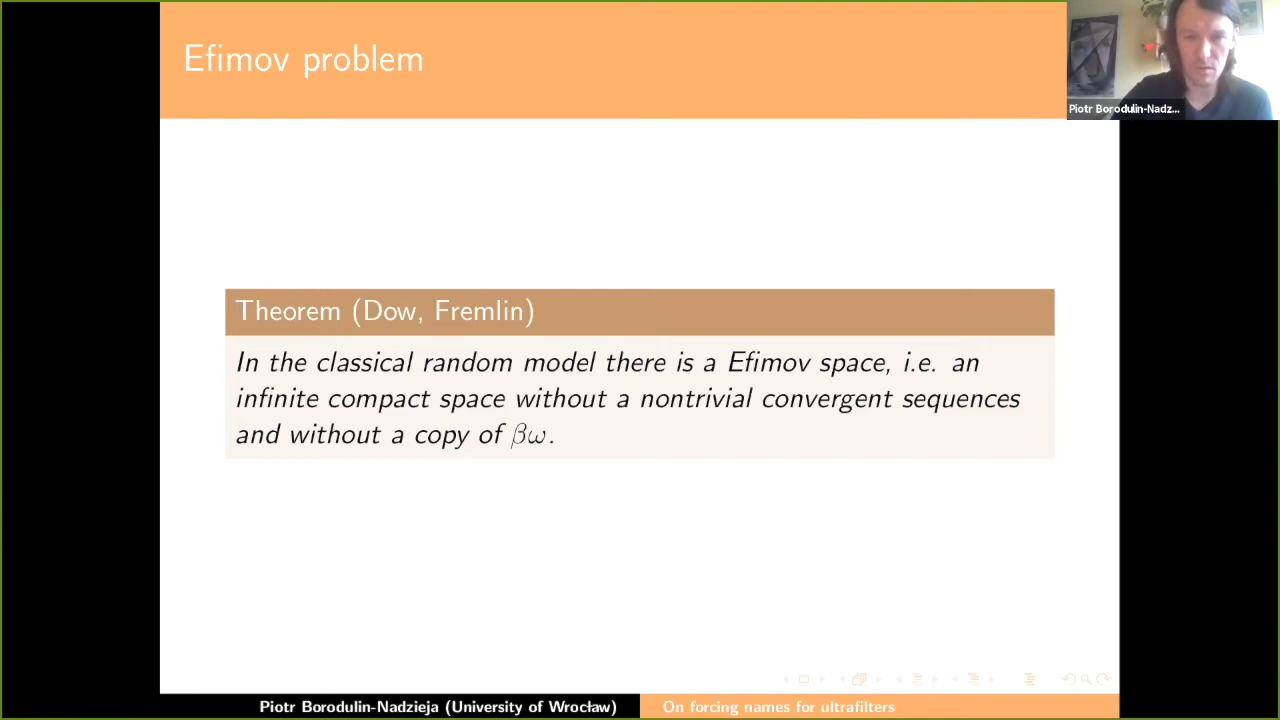 Efimov problem
Piotr Borodulin-Nadz...
Theorem (Dow, Fremlin)
In the classical random model there is a Efimov space, i.e. an
infinite compact space without a nontrivial convergent sequences
and without a copy of βω.
Piotr Borodulin-Nadzieja (University of Wrocław)
On forcing names for ultrafilters